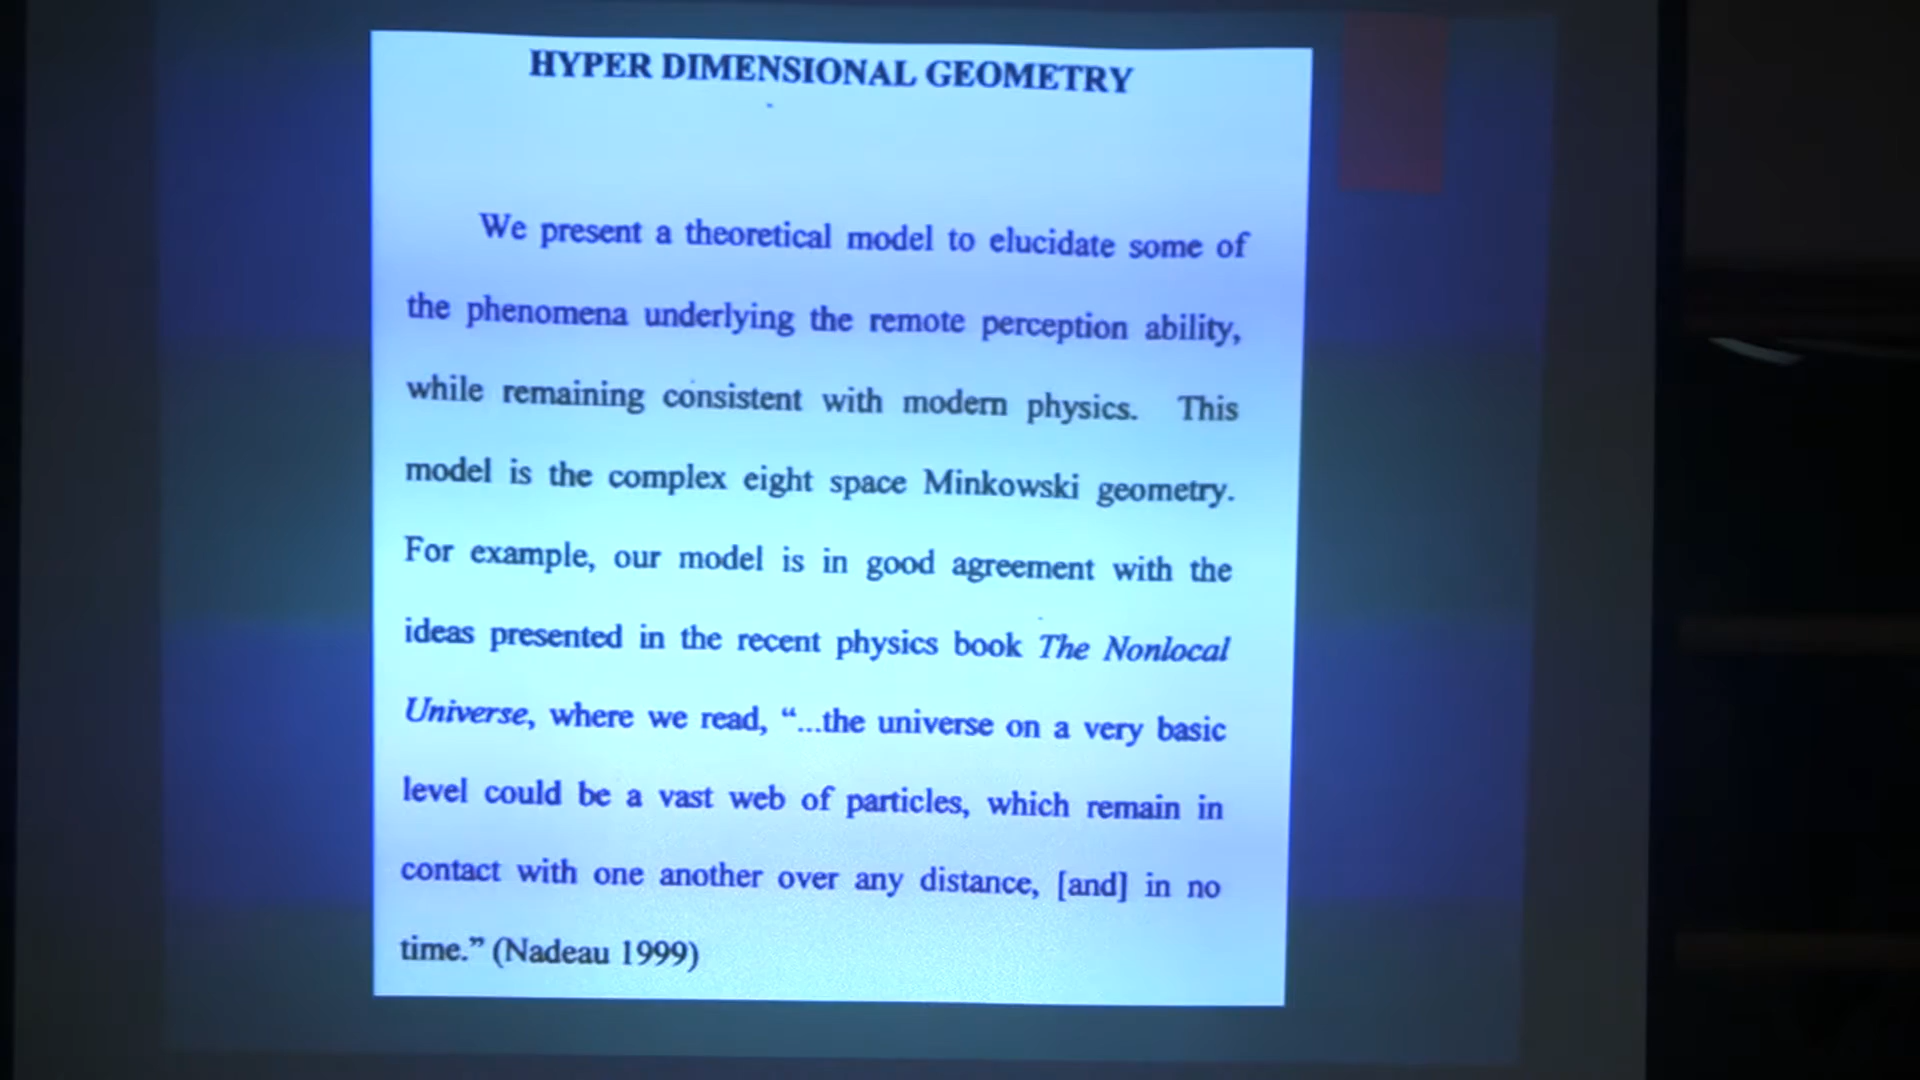 HYPER DIMENSIONAL GEOMETRY
We present a theoretical model to elucidate some of
the phenomena underlying the remote perception ability,
while remaining consistent with modern physics. This
model is the complex eight space Minkowski geometry.
For example, our model is in good agreement with the
ideas presented in the recent physics book The Nonlocal
Universe, where we read, “...the universe on a very basic
level could be a vast web of particles, which remain in
contact with one another over any distance, [and] in no
time.” (Nadeau 1999)